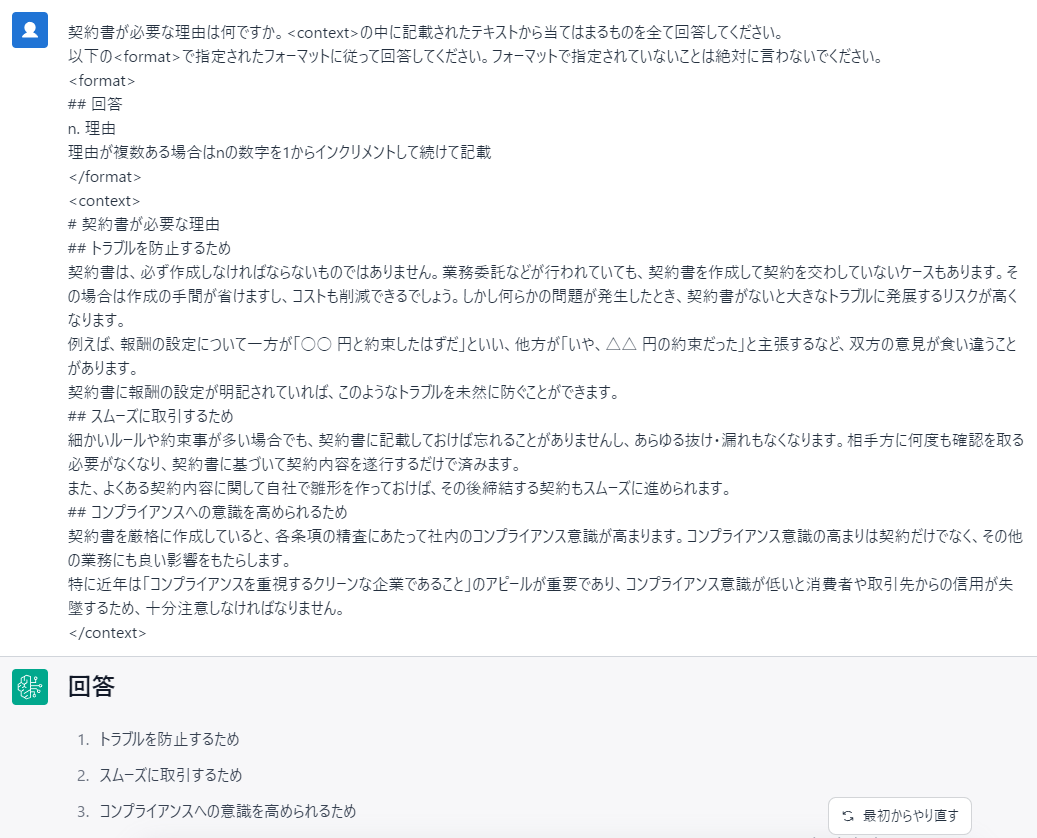 契約書が必要な理由は何ですか。<context>の中に記載されたテキストから当てはまるものを全て回答してください。
以下の<format>で指定されたフォーマットに従って回答してください。フォーマットで指定されていないことは絶対に言わないでください。
<format>
## 回答
n. 理由
理由が複数ある場合はnの数字を1からインクリメントして続けて記載
</format>
<context>
# 契約書が必要な理由
## トラブルを防止するため
契約書は、必ず作成しなければならないものではありません。業務委託などが行われていても、契約書を作成して契約を交わしていないケースもあります。そ
の場合は作成の手間が省けますし、コストも削減できるでしょう。しかし何らかの問題が発生したとき、契約書がないと大きなトラブルに発展するリスクが高く
なります。
例えば、報酬の設定について一方が「〇〇 円と約束したはずだ」といい、他方が「いや、△△ 円の約束だった」と主張するなど、双方の意見が食い違うこと
があります。
契約書に報酬の設定が明記されていれば、このようなトラブルを未然に防ぐことができます。
## スムーズに取引するため
細かいルールや約束事が多い場合でも、契約書に記載しておけば忘れることがありませんし、あらゆる抜け・漏れもなくなります。相手方に何度も確認を取る
必要がなくなり、契約書に基づいて契約内容を遂行するだけで済みます。
また、よくある契約内容に関して自社で雛形を作っておけば、その後締結する契約もスムーズに進められます。
## コンプライアンスへの意識を高められるため
契約書を厳格に作成していると、各条項の精査にあたって社内のコンプライアンス意識が高まります。コンプライアンス意識の高まりは契約だけでなく、その他
の業務にも良い影響をもたらします。
特に近年は「コンプライアンスを重視するクリーンな企業であること」のアピールが重要であり、コンプライアンス意識が低いと消費者や取引先からの信用が失
墜するため、十分注意しなければなりません。
</context>
回答
1. トラブルを防止するため
2. スムーズに取引するため
3. コンプライアンスへの意識を高められるため
最初からやり直す